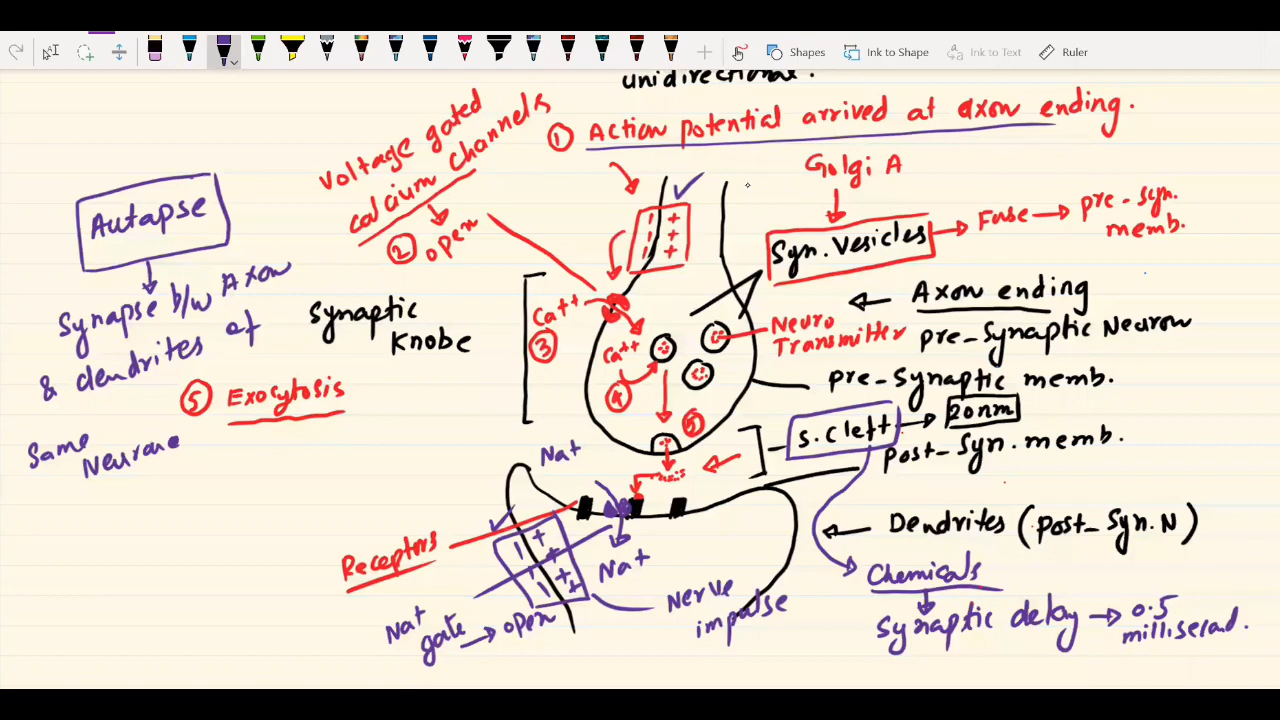 Shapes
Ink to Shape
Ink to Text
Ruler
unidirectional.
① Action potential arrived at axon ending.
Voltage gated
calcium channels
② open
Golgi A
Syn. Vesicles → Fuse → pre-syn.
memb.
Autapse
Synapse b/w Axon
& dendrites of
Same
Neurone
Synaptic
Knobe
Ca++
③
Ca++
④
⑤
Neuro
Transmitter
← Axon ending
pre-Synaptic Neuron
pre-Synaptic memb.
⑤ Exocytosis
S.Cleft → 20nm
post-Syn.memb.
Na+
Receptors
Na+
Na+
gate → open
Nerve
impulse
← Dendrites (post-Syn.N)
Chemicals
Synaptic delay → 0.5
millisecond.